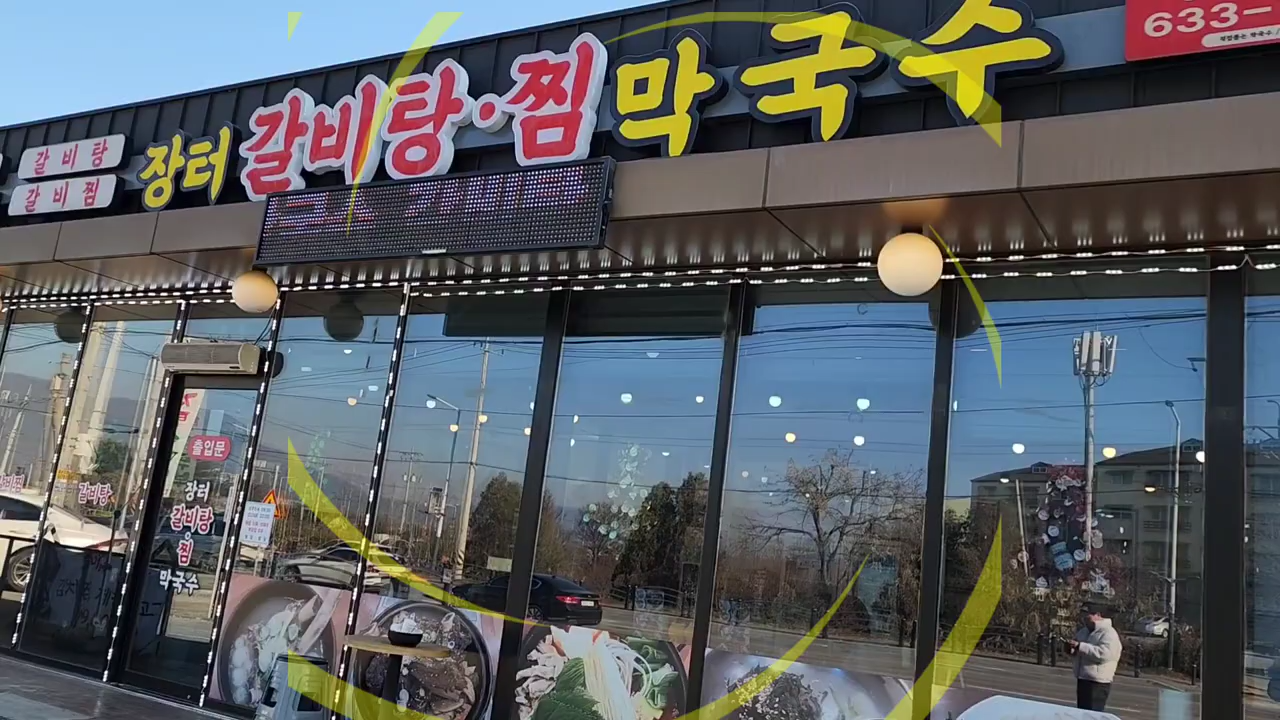 갈비탕
갈비찜
장터 갈비탕·찜 막국수
633-
출입문
장터
갈비탕
·
찜
막국수
갈비탕